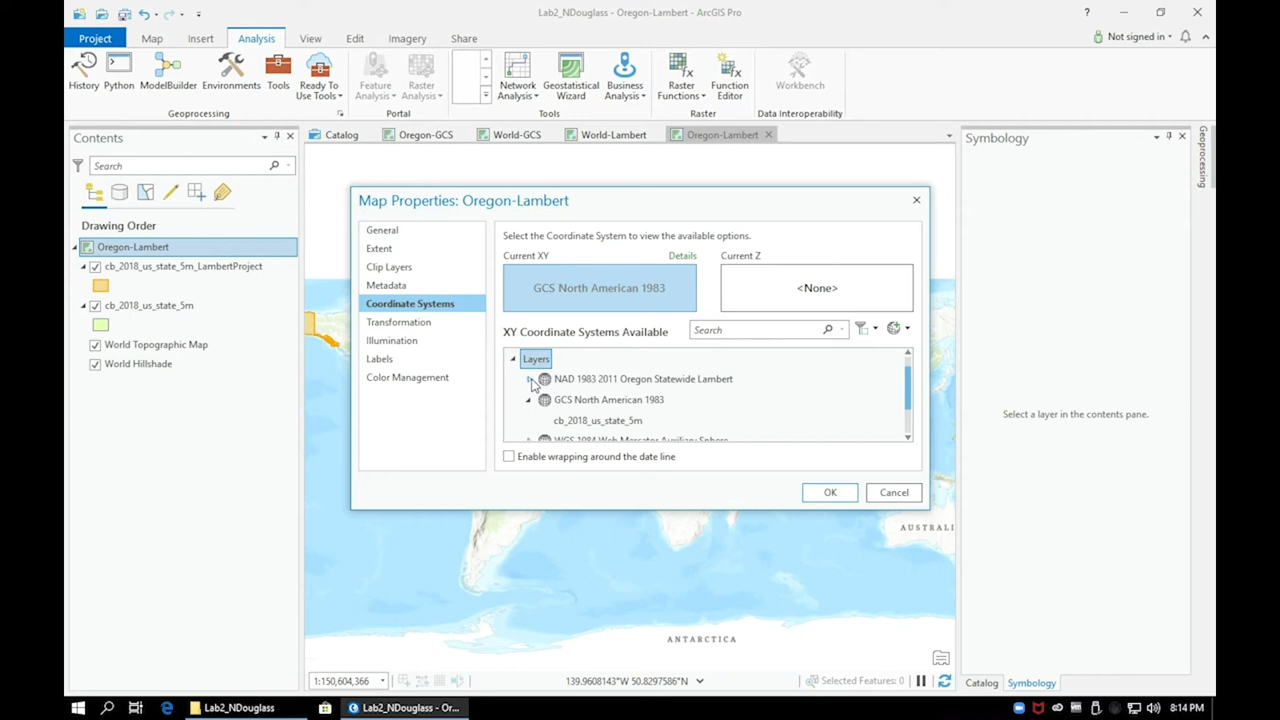 Lab2_NDouglass - Oregon-Lambert - ArcGIS Pro
?
Project Map Insert Analysis View Edit Imagery Share
Not signed in
History Python ModelBuilder Environments Tools Ready To Use Tools
Feature Analysis Raster Analysis
Network Analysis Geostatistical Wizard Business Analysis
Raster Functions Function Editor
Workbench
Geoprocessing Portal Tools Raster Data Interoperability
Contents
Search
Drawing Order
Oregon-Lambert
cb_2018_us_state_5m_LambertProject
cb_2018_us_state_5m
World Topographic Map
World Hillshade
Catalog Oregon-GCS World-GCS World-Lambert Oregon-Lambert
Map Properties: Oregon-Lambert
General
Extent
Clip Layers
Metadata
Coordinate Systems
Transformation
Illumination
Labels
Color Management
Select the Coordinate System to view the available options.
Current XY Details Current Z
GCS North American 1983 <None>
XY Coordinate Systems Available Search
Layers
NAD 1983 2011 Oregon Statewide Lambert
GCS North American 1983
cb_2018_us_state_5m
WGS 1984 Web Mercator Auxiliary Sphere
Enable wrapping around the date line
OK Cancel
AUSTRALI
ANTARCTICA
1:150,604,366 139.9608143°W 50.8297586°N Selected Features: 0
Symbology
Select a layer in the contents pane.
Catalog Symbology
Geoprocessing
Lab2_NDouglass Lab2_NDouglass - Or... 8:14 PM